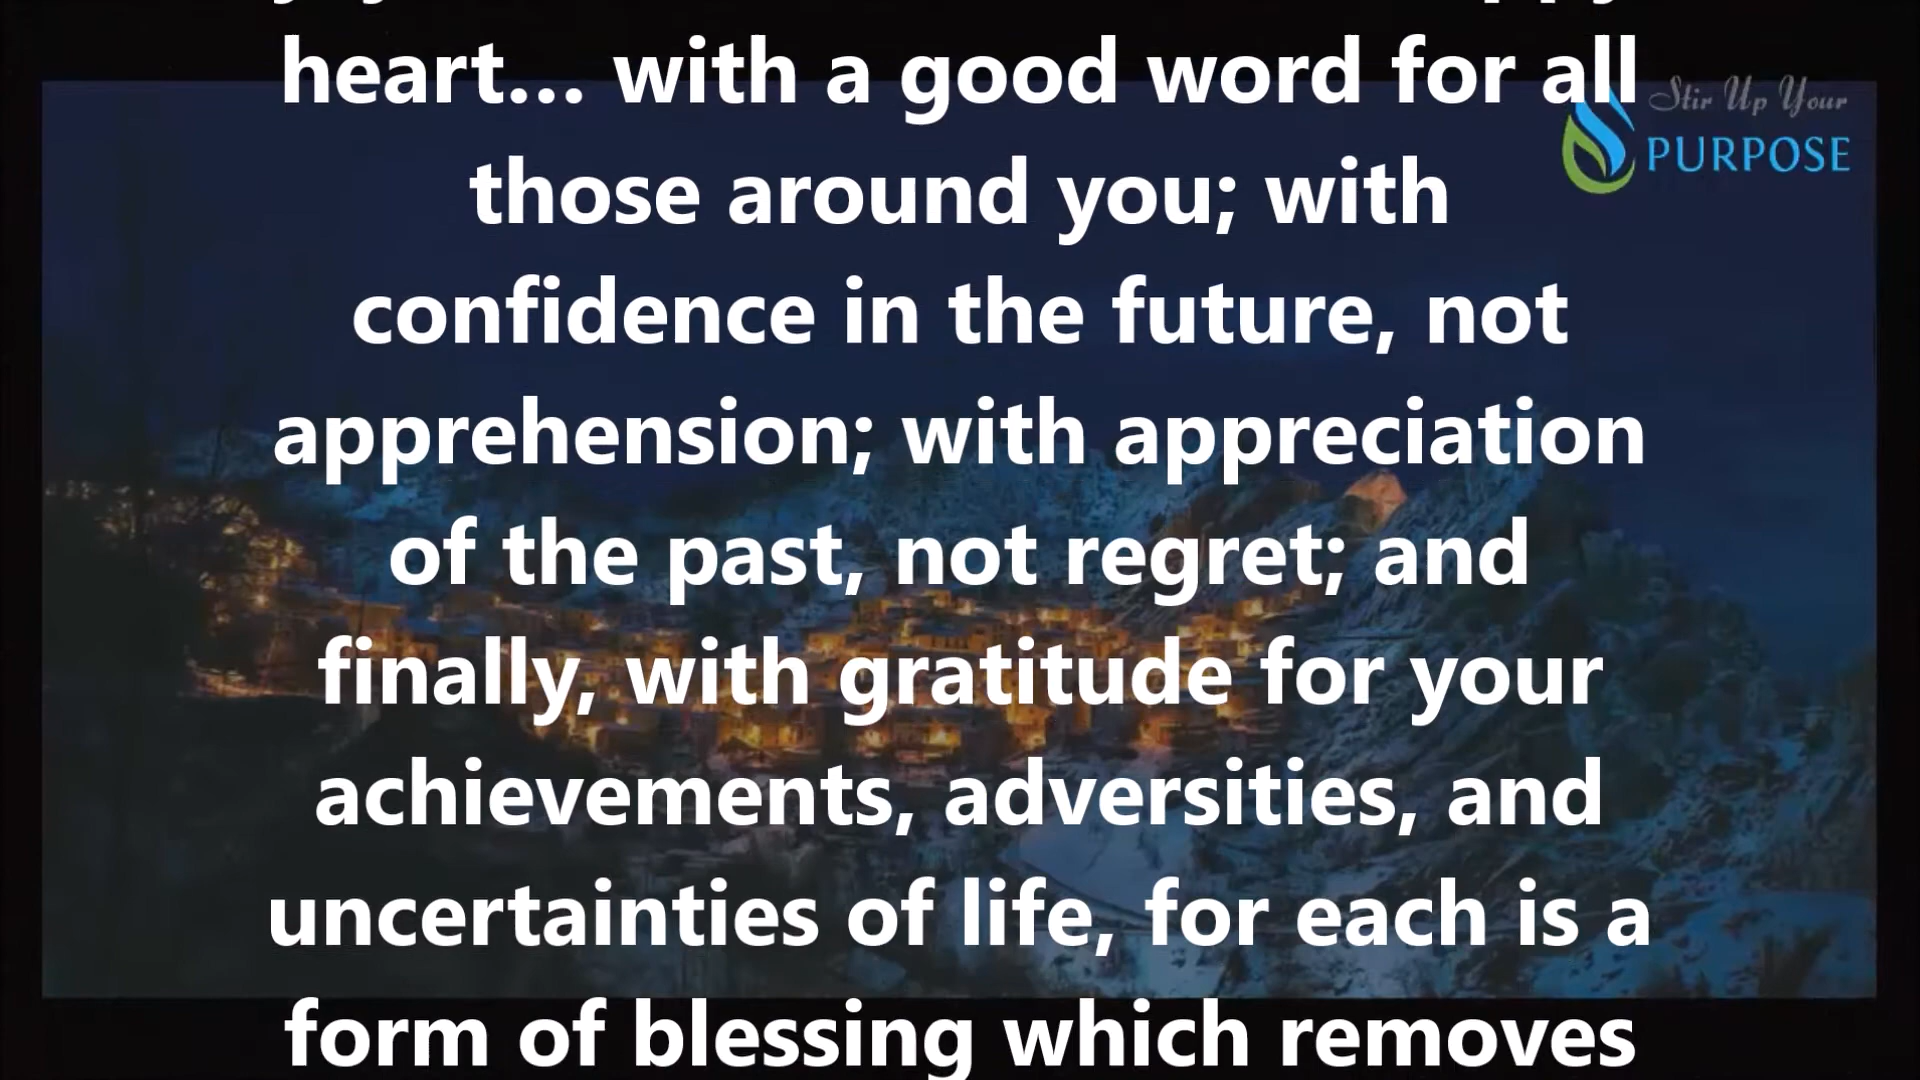 heart... with a good word for all
Stir Up Your
PURPOSE
those around you; with
confidence in the future, not
apprehension; with appreciation
of the past, not regret; and
finally, with gratitude for your
achievements, adversities, and
uncertainties of life, for each is a
form of blessing which removes